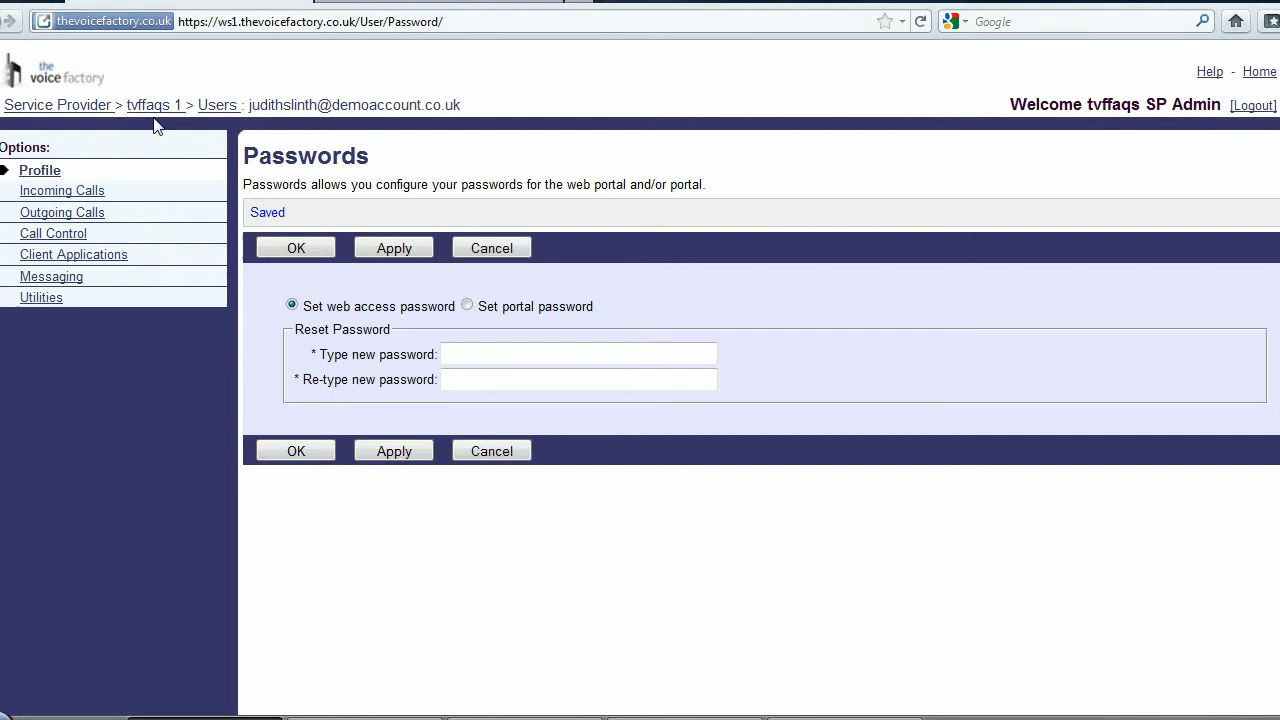 thevoicefactory.co.uk https://ws1.thevoicefactory.co.uk/User/Password/ Google
the
voice factory
Help - Home
Service Provider > tvffaqs 1 > Users : judithslinth@demoaccount.co.uk Welcome tvffaqs SP Admin [Logout]
Options:
Profile
Incoming Calls
Outgoing Calls
Call Control
Client Applications
Messaging
Utilities
Passwords
Passwords allows you configure your passwords for the web portal and/or portal.
Saved
OK Apply Cancel
Set web access password Set portal password
Reset Password
* Type new password:
* Re-type new password:
OK Apply Cancel